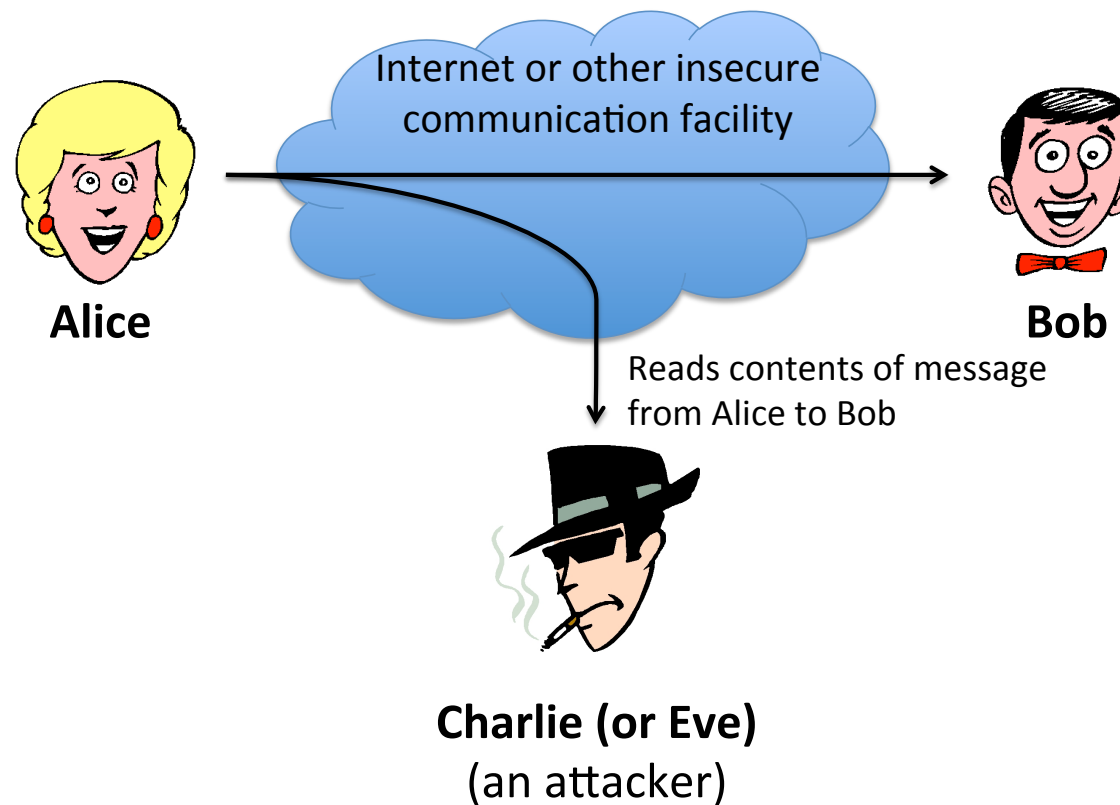 Internet or other insecure
communication facility
Alice
Bob
Reads contents of message
from Alice to Bob
Charlie (or Eve)
(an attacker)